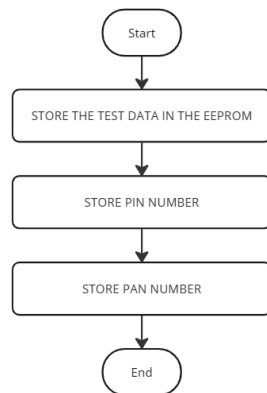 Start
STORE THE TEST DATA IN THE EEPROM
STORE PIN NUMBER
STORE PAN NUMBER
End